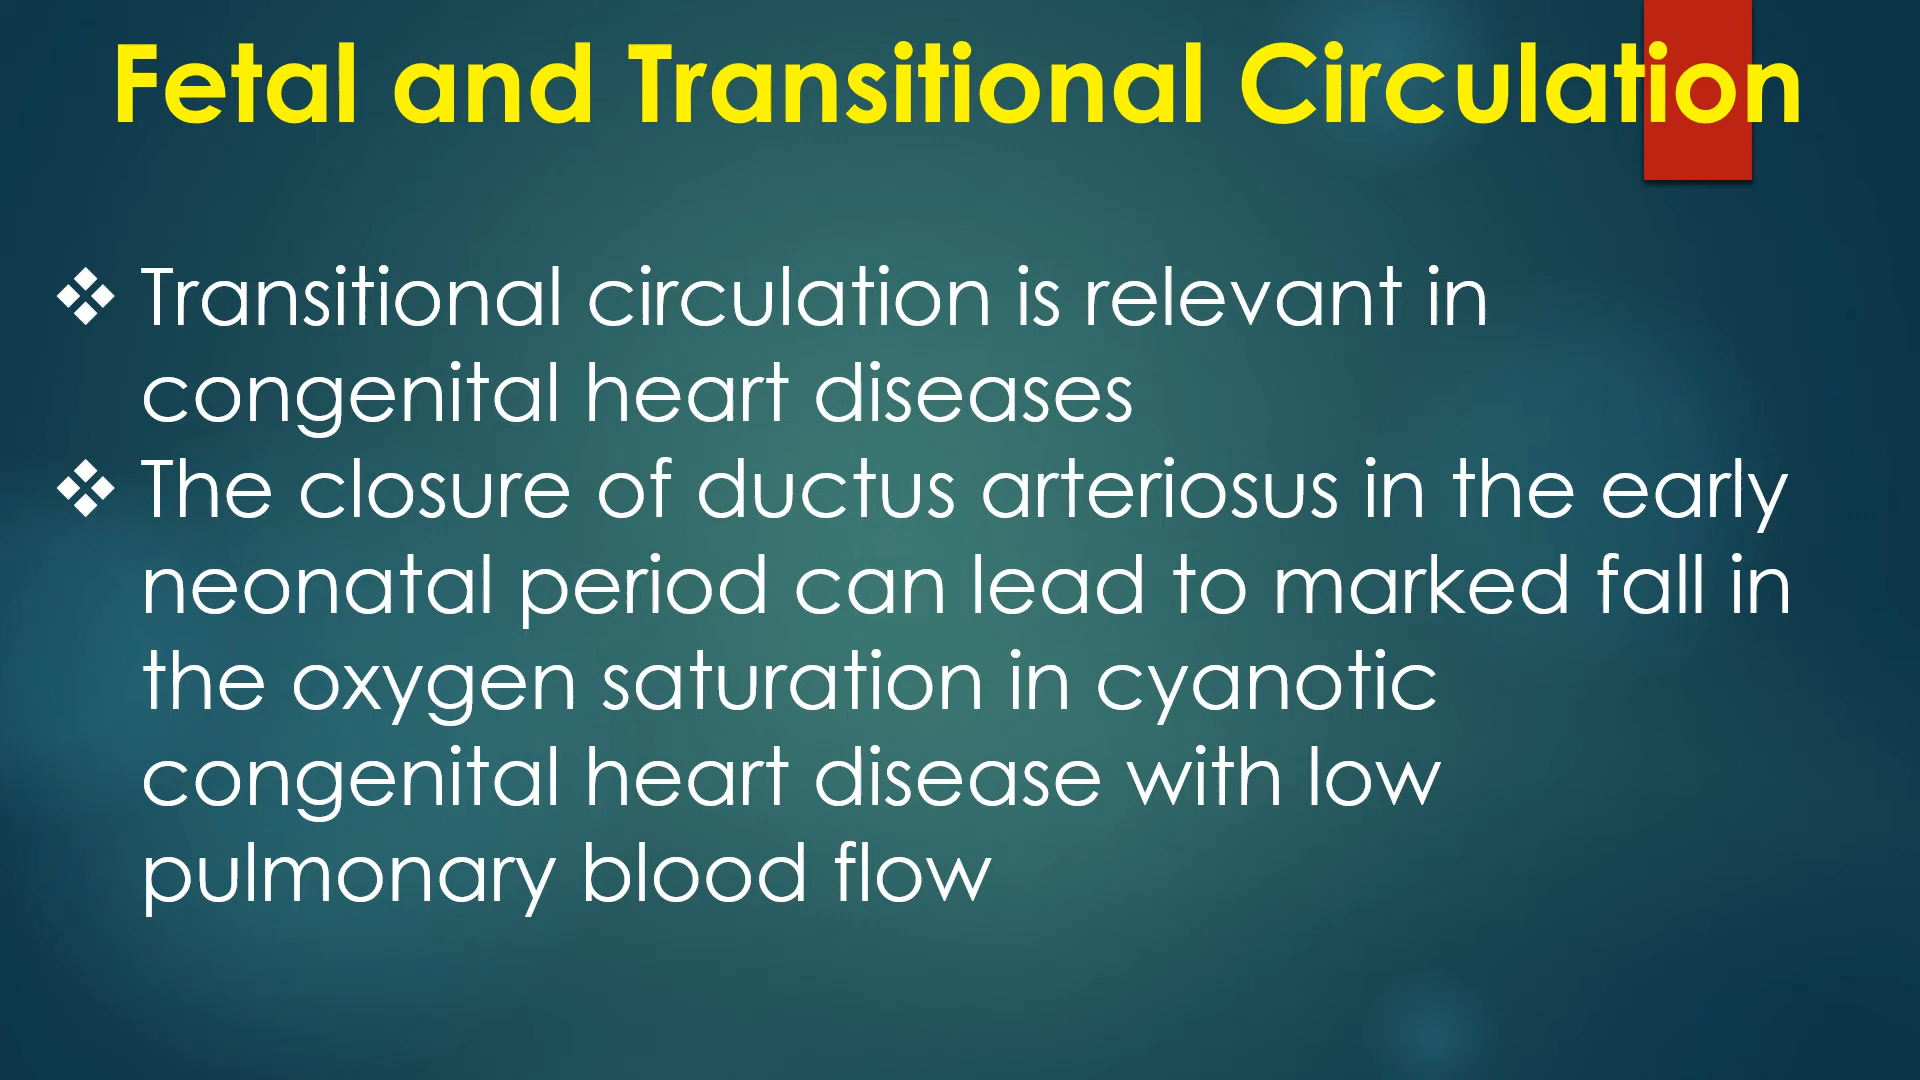 Fetal and Transitional Circulation
❖ Transitional circulation is relevant in
congenital heart diseases
❖ The closure of ductus arteriosus in the early
neonatal period can lead to marked fall in
the oxygen saturation in cyanotic
congenital heart disease with low
pulmonary blood flow